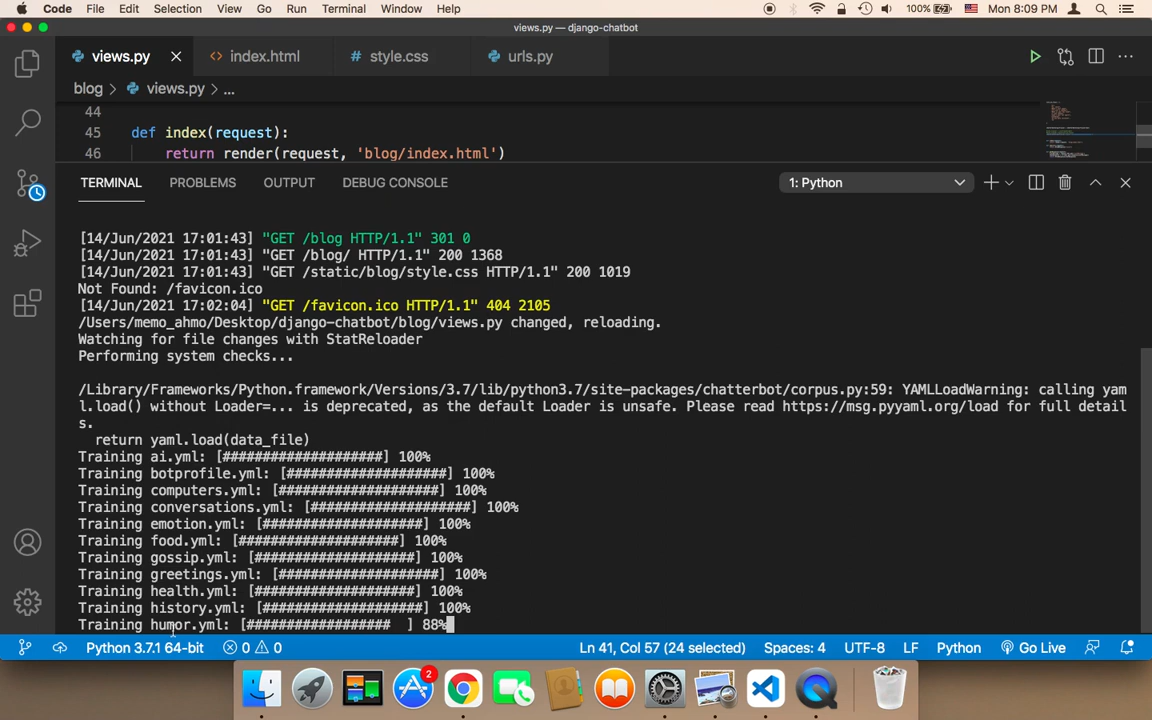 Code File Edit Selection View Go Run Terminal Window Help 100% Mon 8:09 PM
views.py — django-chatbot
views.py index.html style.css urls.py
blog > views.py > ...
44
45 def index(request):
46 return render(request, 'blog/index.html')
TERMINAL PROBLEMS OUTPUT DEBUG CONSOLE 1: Python
[14/Jun/2021 17:01:43] "GET /blog HTTP/1.1" 301 0
[14/Jun/2021 17:01:43] "GET /blog/ HTTP/1.1" 200 1368
[14/Jun/2021 17:01:43] "GET /static/blog/style.css HTTP/1.1" 200 1019
Not Found: /favicon.ico
[14/Jun/2021 17:02:04] "GET /favicon.ico HTTP/1.1" 404 2105
/Users/memo_ahmo/Desktop/django-chatbot/blog/views.py changed, reloading.
Watching for file changes with StatReloader
Performing system checks...
/Library/Frameworks/Python.framework/Versions/3.7/lib/python3.7/site-packages/chatterbot/corpus.py:59: YAMLLoadWarning: calling yam
l.load() without Loader=... is deprecated, as the default Loader is unsafe. Please read https://msg.pyyaml.org/load for full detail
s.
return yaml.load(data_file)
Training ai.yml: [####################] 100%
Training botprofile.yml: [####################] 100%
Training computers.yml: [####################] 100%
Training conversations.yml: [####################] 100%
Training emotion.yml: [####################] 100%
Training food.yml: [####################] 100%
Training gossip.yml: [####################] 100%
Training greetings.yml: [####################] 100%
Training health.yml: [####################] 100%
Training history.yml: [####################] 100%
Training humor.yml: [##################  ] 88%
Python 3.7.1 64-bit 0 0 Ln 41, Col 57 (24 selected) Spaces: 4 UTF-8 LF Python Go Live
2